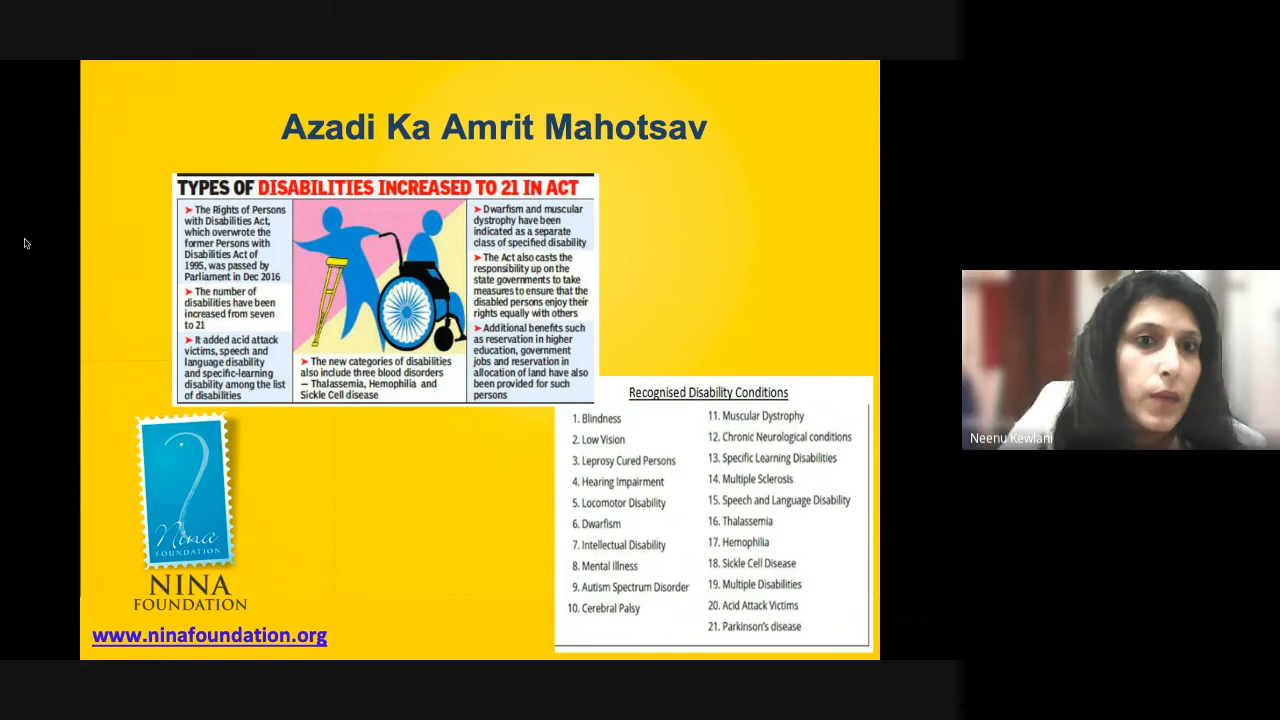 Azadi Ka Amrit Mahotsav
TYPES OF DISABILITIES INCREASED TO 21 IN ACT
➤ The Rights of Persons
with Disabilities Act,
which overwrote the
former Persons with
Disabilities Act of
1995, was passed by
Parliament in Dec 2016
➤ The number of
disabilities have been
increased from seven
to 21
➤ It added acid attack
victims, speech and
language disability
and specific-learning
disability among the list
of disabilities
➤ The new categories of disabilities
also include three blood disorders
— Thalassemia, Hemophilia and
Sickle Cell disease
➤ Dwarfism and muscular
dystrophy have been
indicated as a separate
class of specified disability
➤ The Act also casts the
responsibility up on the
state governments to take
measures to ensure that the
disabled persons enjoy their
rights equally with others
➤ Additional benefits such
as reservation in higher
education, government
jobs and reservation in
allocation of land have also
been provided for such
persons
Recognised Disability Conditions
1. Blindness
2. Low Vision
3. Leprosy Cured Persons
4. Hearing Impairment
5. Locomotor Disability
6. Dwarfism
7. Intellectual Disability
8. Mental Illness
9. Autism Spectrum Disorder
10. Cerebral Palsy
11. Muscular Dystrophy
12. Chronic Neurological conditions
13. Specific Learning Disabilities
14. Multiple Sclerosis
15. Speech and Language Disability
16. Thalassemia
17. Hemophilia
18. Sickle Cell Disease
19. Multiple Disabilities
20. Acid Attack Victims
21. Parkinson's disease
Nina
FOUNDATION
NINA
FOUNDATION
www.ninafoundation.org
Neenu Kewlani